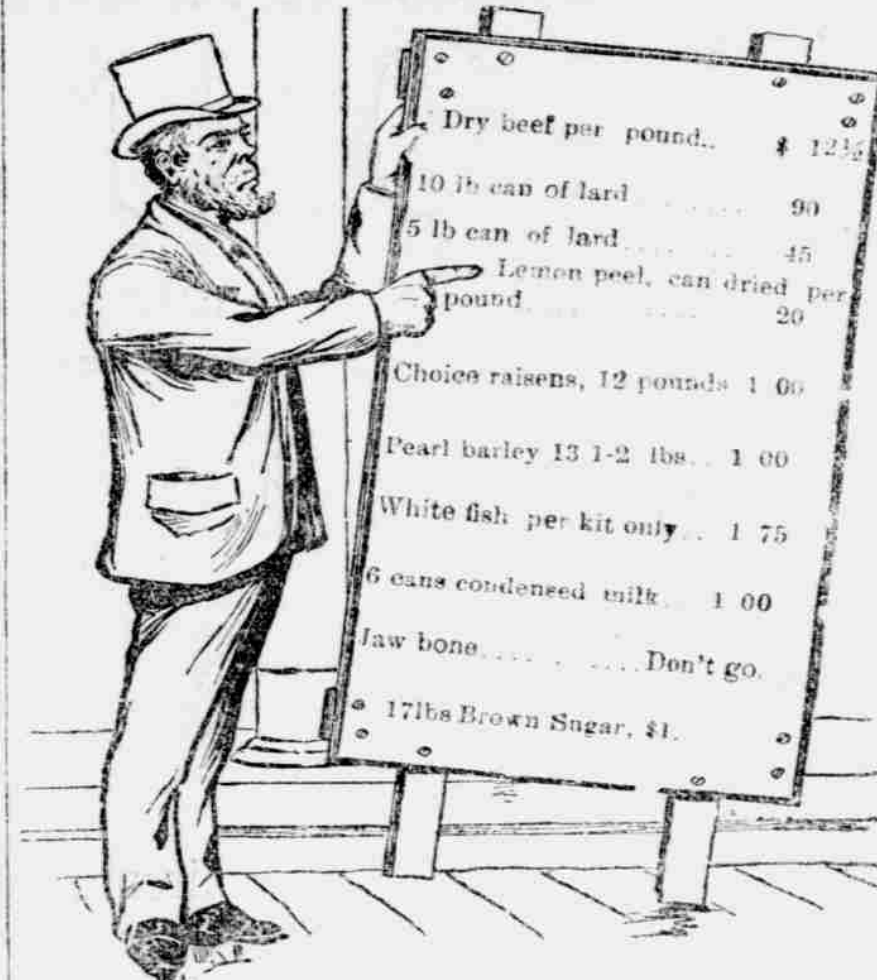 Dry beef per pound.. $ 12½
10 lb can of lard ........ 90
5 lb can of lard ........ 45
Lemon peel, can dried per
pound ........ 20
Choice raisens, 12 pounds 1 00
Pearl barley 13 1-2 lbs.. 1 00
White fish per kit only.. 1 75
6 cans condensed milk.. 1 00
Jaw bone........Don't go.
17lbs Brown Sugar, $1.